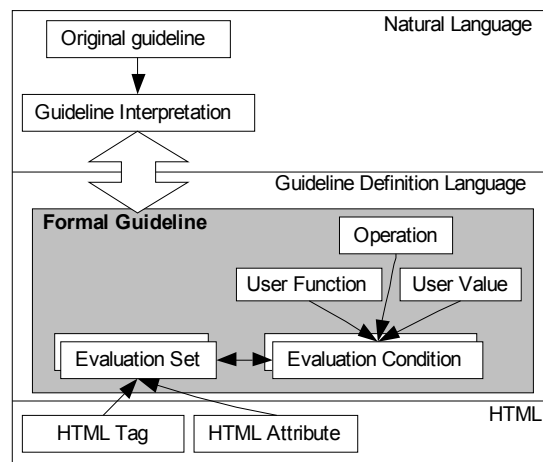 Natural Language
Original guideline
Guideline Interpretation
Guideline Definition Language
Formal Guideline
Operation
User Function
User Value
Evaluation Set
Evaluation Condition
HTML
HTML Tag
HTML Attribute